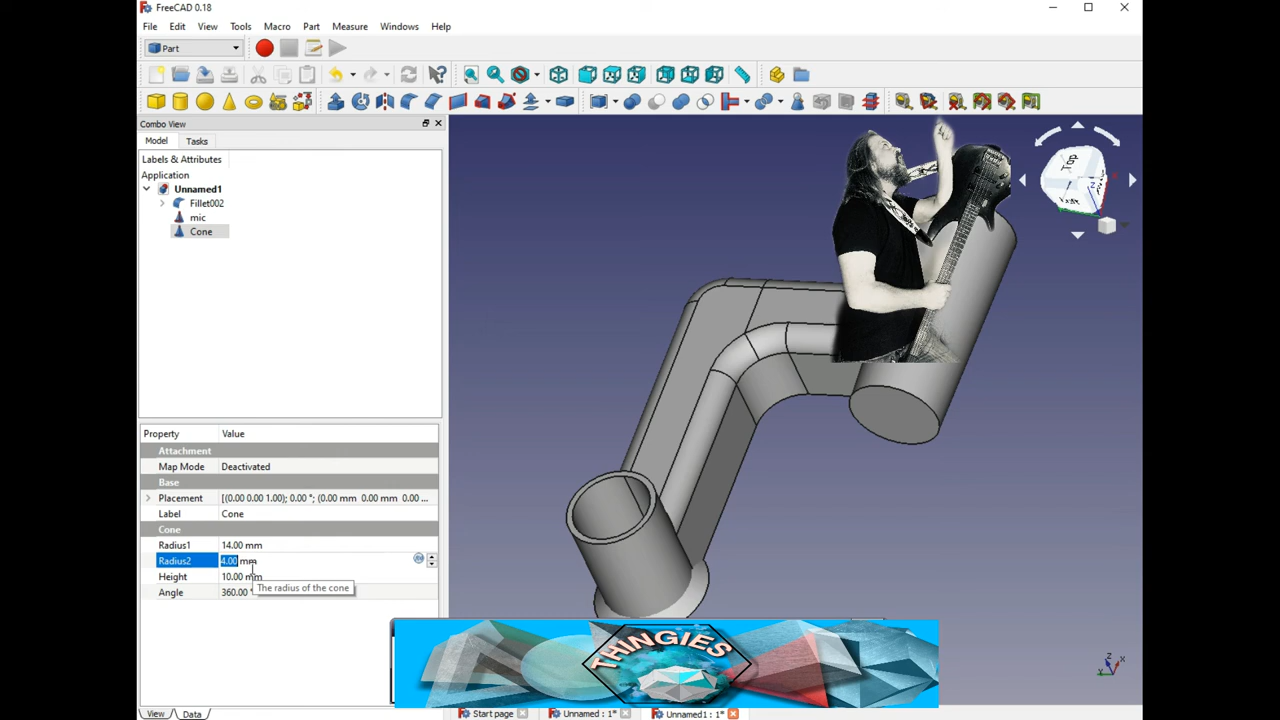 FreeCAD 0.18
File Edit View Tools Macro Part Measure Windows Help
Part
Combo View
Model Tasks
Labels & Attributes
Application
Unnamed1
Fillet002
mic
Cone
Top
Property Value
Attachment
Map Mode Deactivated
Base
Placement [(0.00 0.00 1.00); 0.00 °; (0.00 mm 0.00 mm 0.00 ...
Label Cone
Cone
Radius1 14.00 mm
Radius2 4.00 mm
Height 10.00 mm
The radius of the cone
Angle 360.00 °
THINGIES
Z
X
Y
View Data
Start page Unnamed : 1* Unnamed1 : 1*